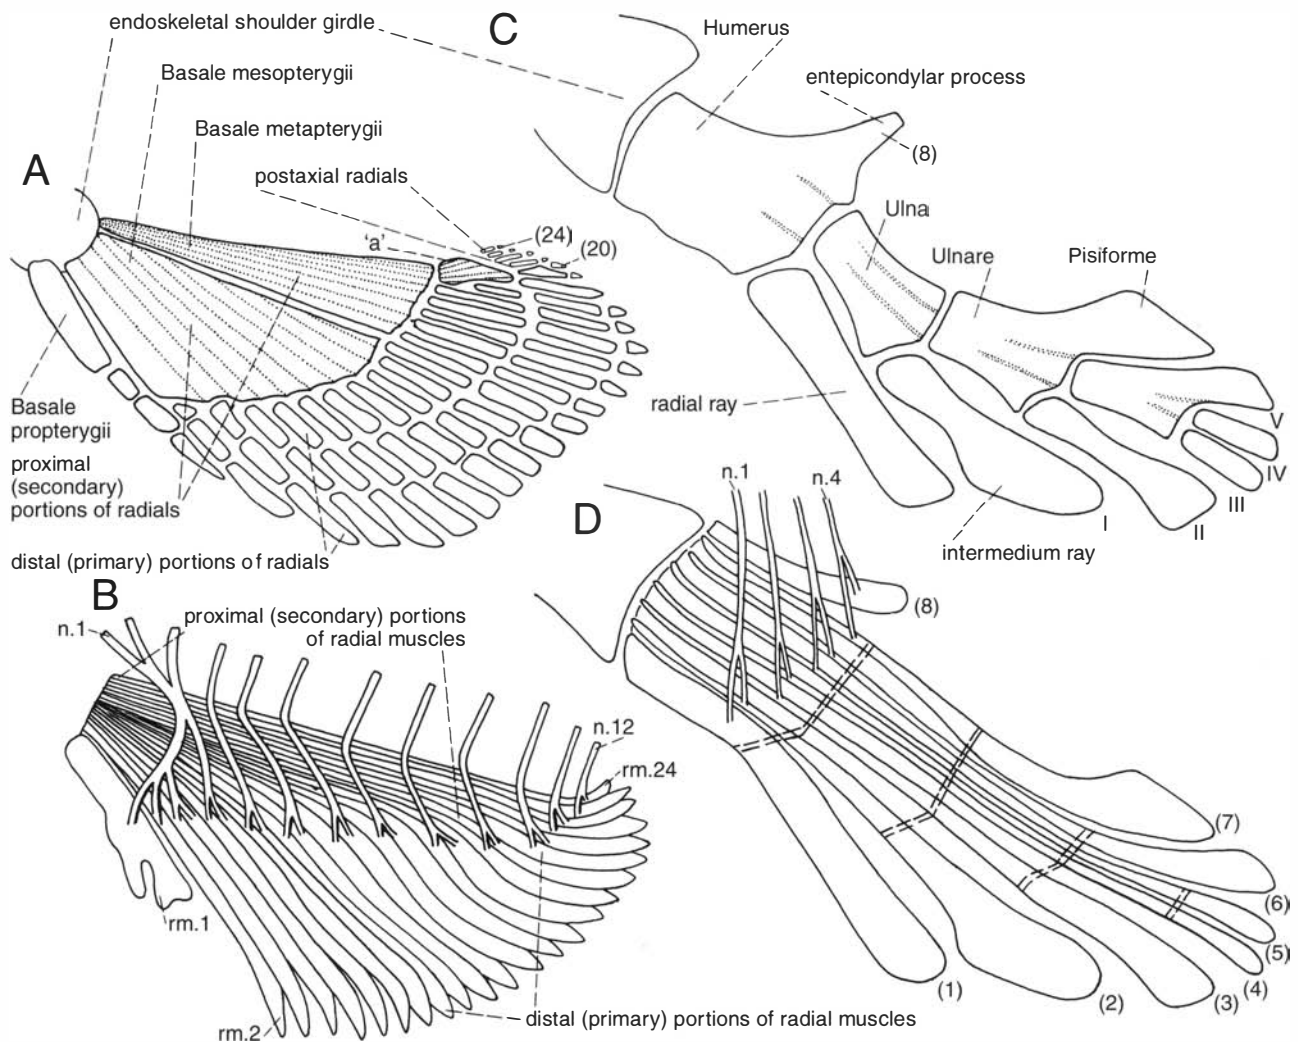 endoskeletal shoulder girdle
Basale mesopterygii
Basale metapterygii
A
postaxial radials
'a'
(24)
(20)
Basale
propterygii
proximal
(secondary)
portions of radials
distal (primary) portions of radials
C
Humerus
entepicondylar process
(8)
Ulna
Ulnare
Pisiforme
radial ray
V
IV
III
II
I
intermedium ray
B
n.1
proximal (secondary) portions
of radial muscles
n.12
rm.24
rm.1
rm.2
distal (primary) portions of radial muscles
D
n.1
n.4
(8)
(7)
(6)
(5)
(4)
(3)
(2)
(1)